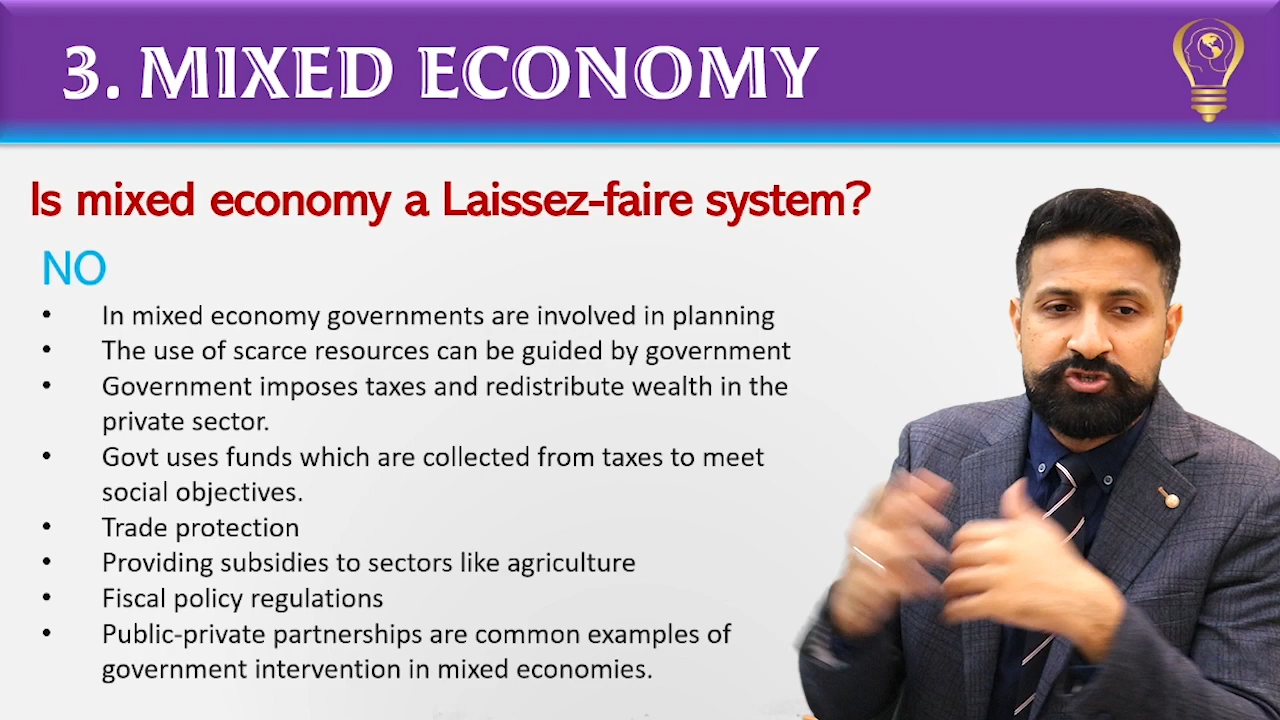 3. MIXED ECONOMY
Is mixed economy a Laissez-faire system?
NO
• In mixed economy governments are involved in planning
• The use of scarce resources can be guided by government
• Government imposes taxes and redistribute wealth in the
private sector.
• Govt uses funds which are collected from taxes to meet
social objectives.
• Trade protection
• Providing subsidies to sectors like agriculture
• Fiscal policy regulations
• Public-private partnerships are common examples of
government intervention in mixed economies.